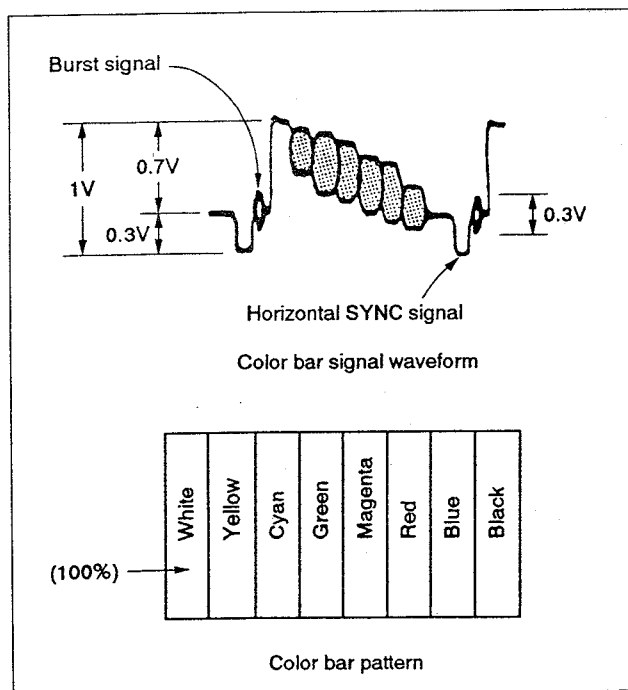 Burst signal
1V
0.7V
0.3V
0.3V
Horizontal SYNC signal
Color bar signal waveform
White
Yellow
Cyan
Green
Magenta
Red
Blue
Black
(100%)
Color bar pattern